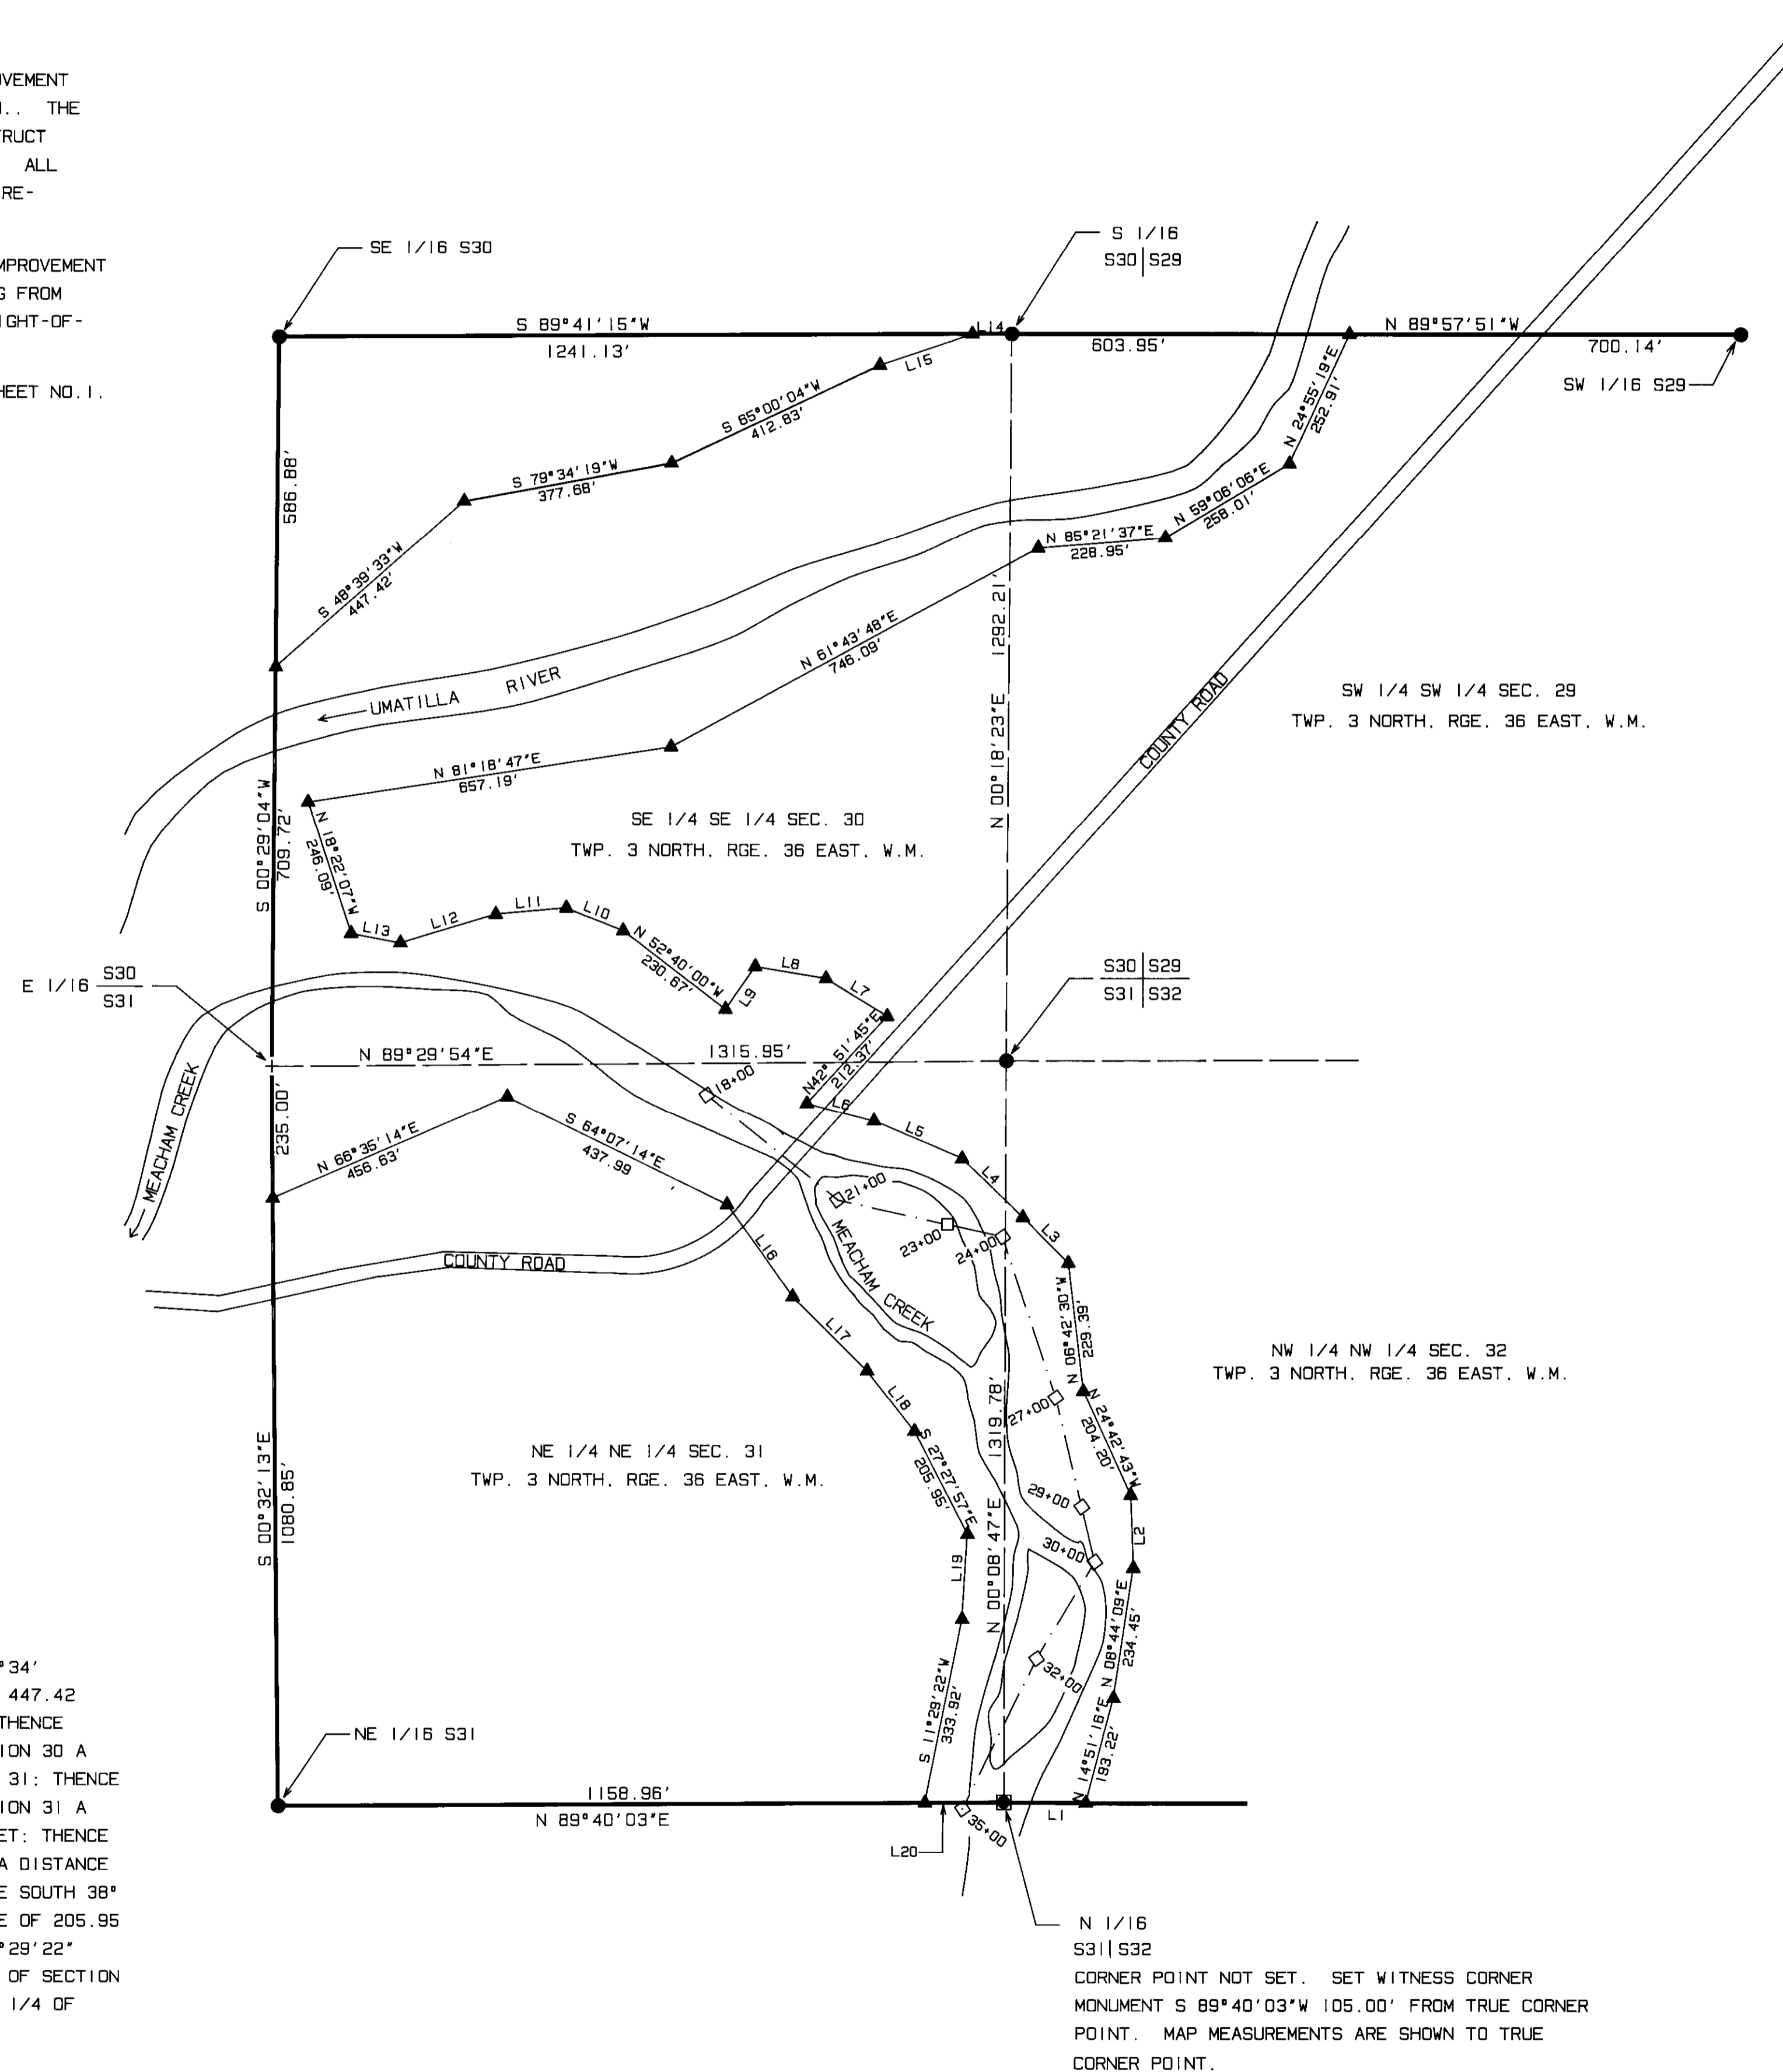 OVEMENT
THE
TRUCT
ALL
RE-
IMPROVEMENT
G FROM
IGHT-OF-
HEET NO.1.
SE 1/16 S30
S 1/16
S30|S29
S 89°41'15"W
1241.13'
L14
603.95'
N 89°57'51"W
700.14'
SW 1/16 S29
L15
S 65°00'04"W
412.83'
N 24°55'19"E
252.91'
586.88'
S 79°34'19"W
377.68'
N 59°06'06"E
258.01'
N 85°21'37"E
228.95'
S 48°39'33"W
447.42'
1292.21'
N 61°43'48"E
746.09'
UMATILLA RIVER
COUNTY ROAD
SW 1/4 SW 1/4 SEC. 29
TWP. 3 NORTH, RGE. 36 EAST, W.M.
N 81°18'47"E
657.19'
N 00°18'23"E
S 00°29'04"W
709.72'
N 18°22'07"W
246.09'
SE 1/4 SE 1/4 SEC. 30
TWP. 3 NORTH, RGE. 36 EAST, W.M.
L13
L12
L11
L10
N 52°40'00"W
230.67'
L9
L8
L7
E 1/16 S30
S31
S30|S29
S31|S32
N 89°29'54"E
1315.95'
N42°51'45"E
212.37'
18+00
L6
L5
235.00'
MEACHAM CREEK
N 66°35'14"E
456.63'
S 64°07'14"E
437.99
L4
21+00
23+00
24+00
L3
MEACHAM CREEK
L16
COUNTY ROAD
N 06°42'30"W
229.39'
L17
NW 1/4 NW 1/4 SEC. 32
TWP. 3 NORTH, RGE. 36 EAST, W.M.
1319.78'
27+00
N 24°42'43"W
204.20'
L18
S 27°27'57"E
205.95'
NE 1/4 NE 1/4 SEC. 31
TWP. 3 NORTH, RGE. 36 EAST, W.M.
S 00°32'13"E
1080.85'
29+00
L2
30+00
N 00°08'47"E
L19
N 08°44'09"E
234.45'
32+00
S 11°29'22"W
333.92'
N 14°51'16"E
193.22'
NE 1/16 S31
1158.96'
N 89°40'03"E
L1
35+00
L20
°34'
447.42
THENCE
ION 30 A
31; THENCE
ION 31 A
ET; THENCE
A DISTANCE
E SOUTH 38°
E OF 205.95
°29'22"
OF SECTION
1/4 OF
N 1/16
S31|S32
CORNER POINT NOT SET. SET WITNESS CORNER
MONUMENT S 89°40'03"W 105.00' FROM TRUE CORNER
POINT. MAP MEASUREMENTS ARE SHOWN TO TRUE
CORNER POINT.